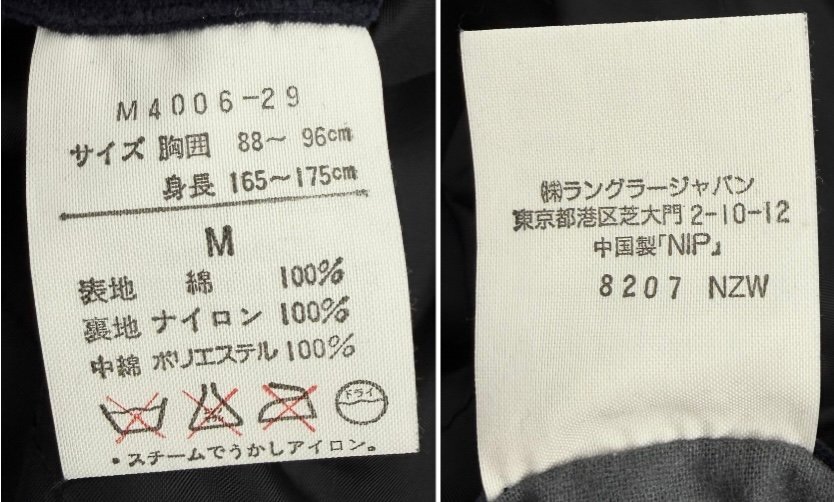 M4006-29
サイズ 胸囲 88～96cm
身長 165～175cm
M
表地 綿 100%
裏地 ナイロン 100%
中綿 ポリエステル 100%
ドライ
・スチームでうかしアイロン。
㈱ラングラージャパン
東京都港区芝大門2-10-12
中国製「NIP」
8207 NZW